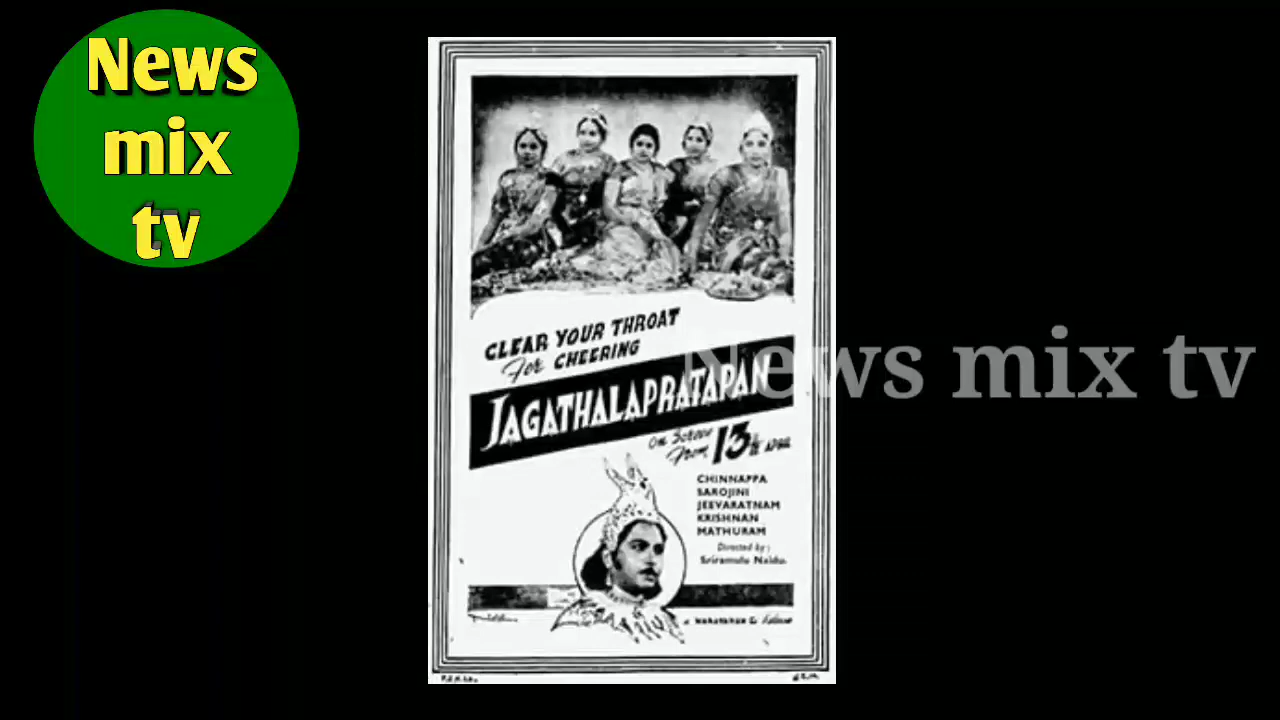 News
mix
tv
CLEAR YOUR THROAT
For CHEERING
JAGATHALAPRATAPAN
News mix tv
On Screen
From 13th APRIL
CHINNAPPA
SAROJINI
JEEVARATNAM
KRISHNAN
MATHURAM
Directed by:
Sriramulu Naidu.